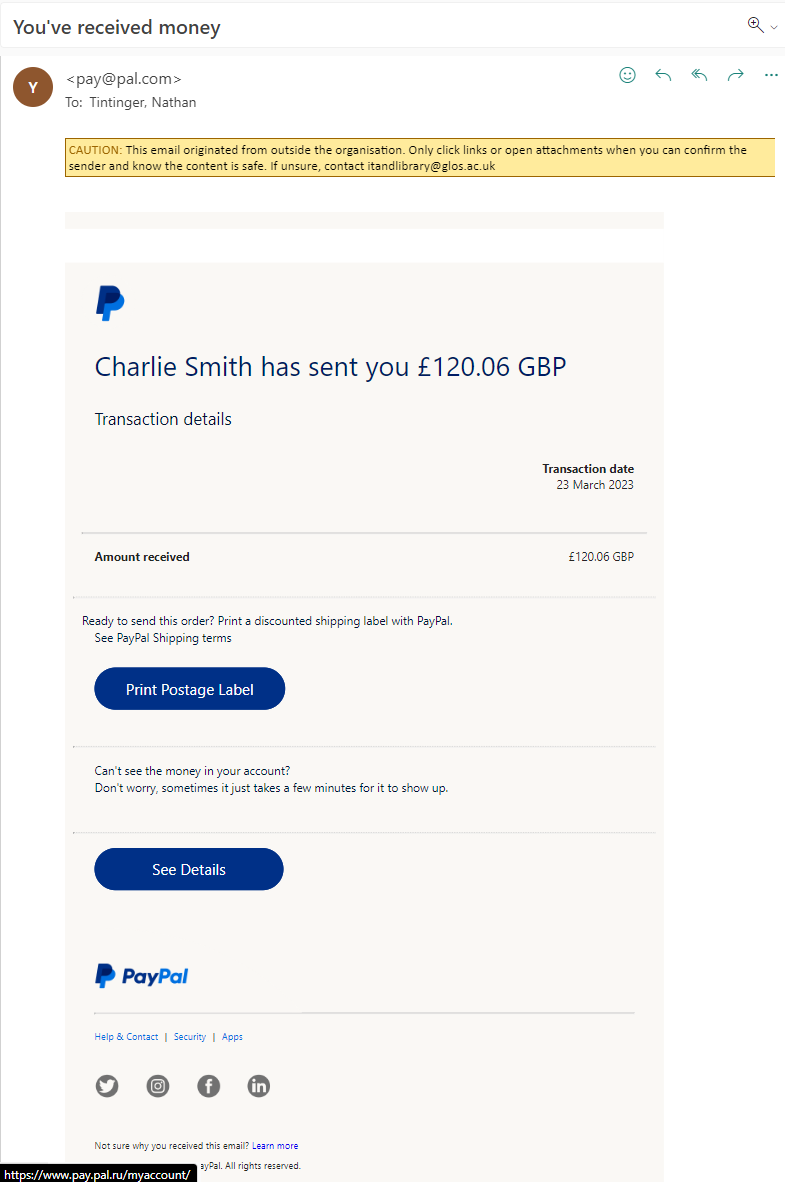 You've received money
Y
<pay@pal.com>
To: Tintinger, Nathan
CAUTION: This email originated from outside the organisation. Only click links or open attachments when you can confirm the
sender and know the content is safe. If unsure, contact itandlibrary@glos.ac.uk
Charlie Smith has sent you £120.06 GBP
Transaction details
Transaction date
23 March 2023
Amount received £120.06 GBP
Ready to send this order? Print a discounted shipping label with PayPal.
See PayPal Shipping terms
Print Postage Label
Can't see the money in your account?
Don't worry, sometimes it just takes a few minutes for it to show up.
See Details
PayPal
Help & Contact | Security | Apps
Not sure why you received this email? Learn more
ayPal. All rights reserved.
https://www.pay.pal.ru/myaccount/